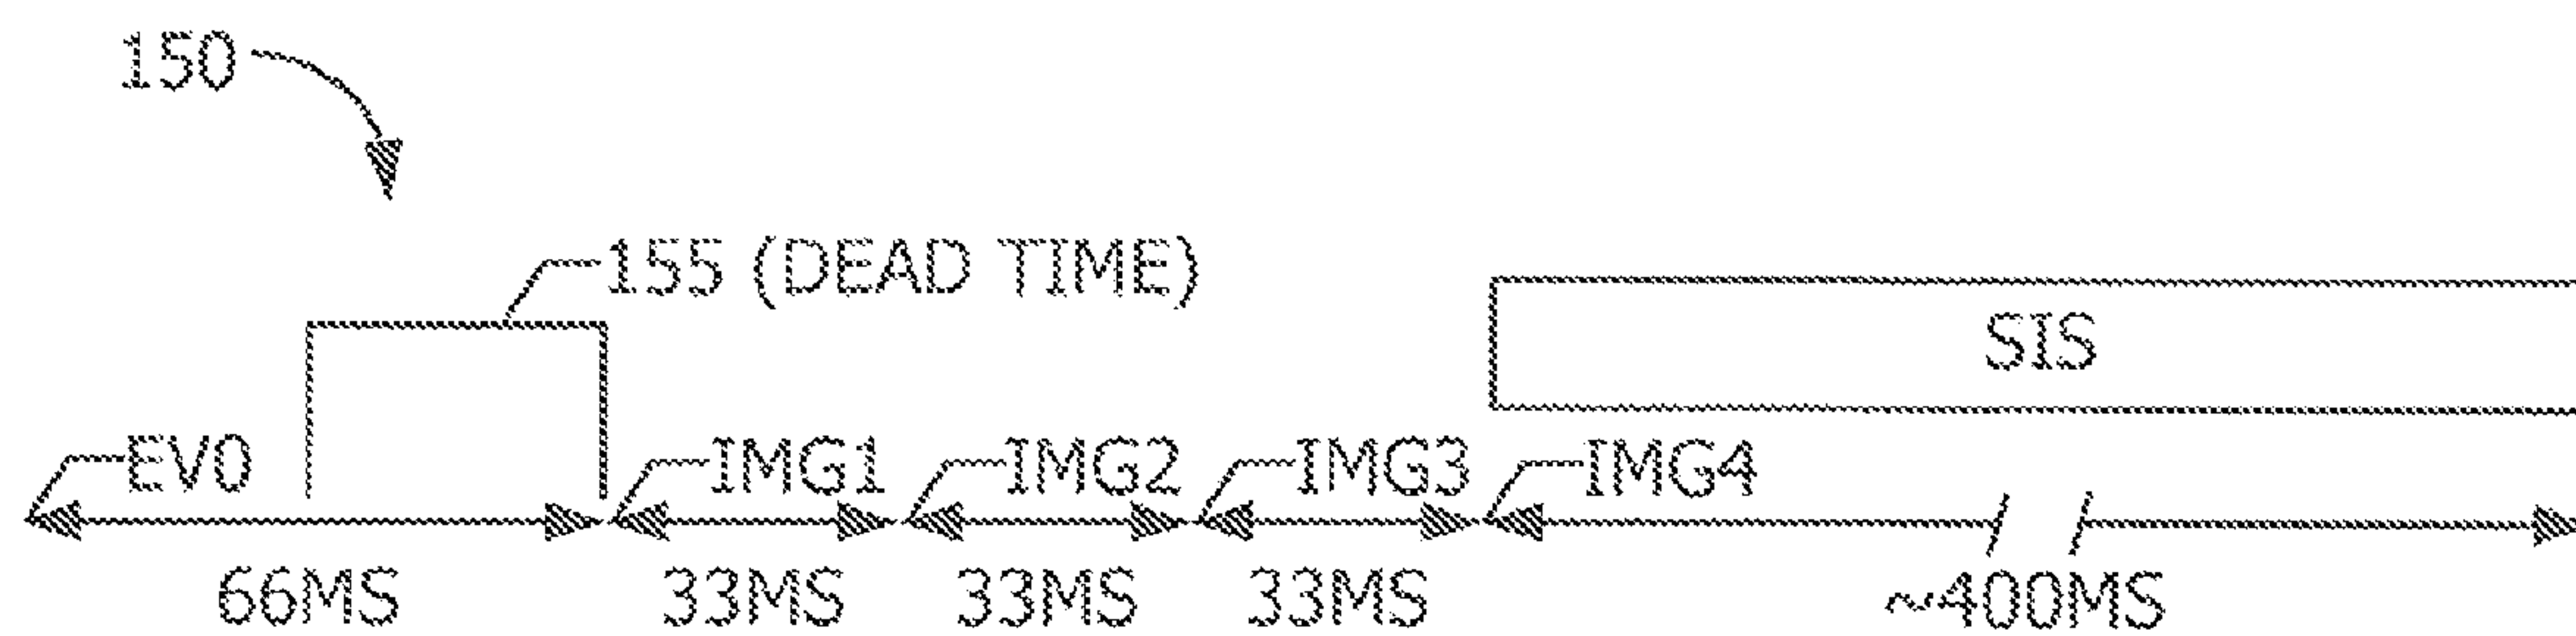 150
155 (DEAD TIME)
SIS
EV0 IMG1 IMG2 IMG3 IMG4
66MS 33MS 33MS 33MS ~400MS